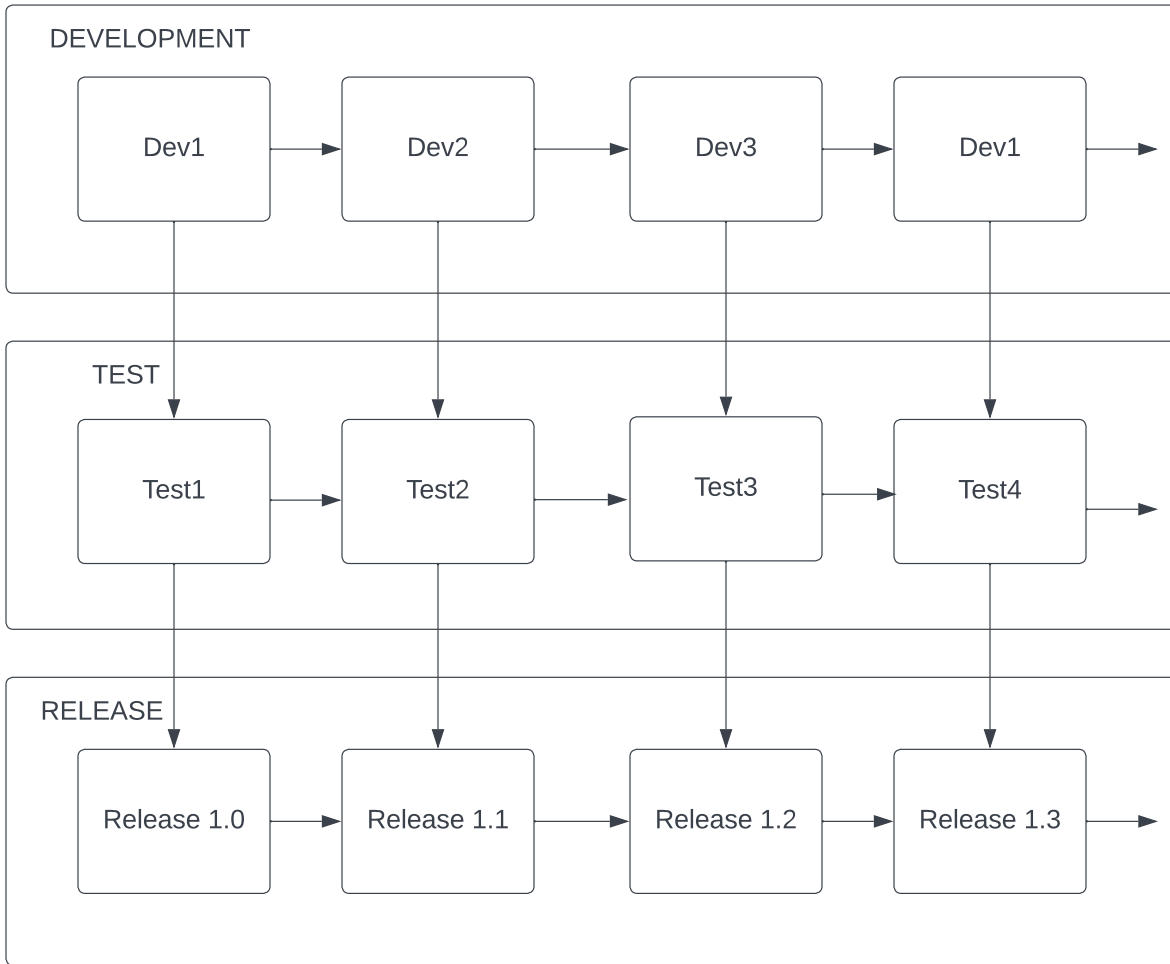 DEVELOPMENT
Dev1
Dev2
Dev3
Dev1
TEST
Test1
Test2
Test3
Test4
RELEASE
Release 1.0
Release 1.1
Release 1.2
Release 1.3